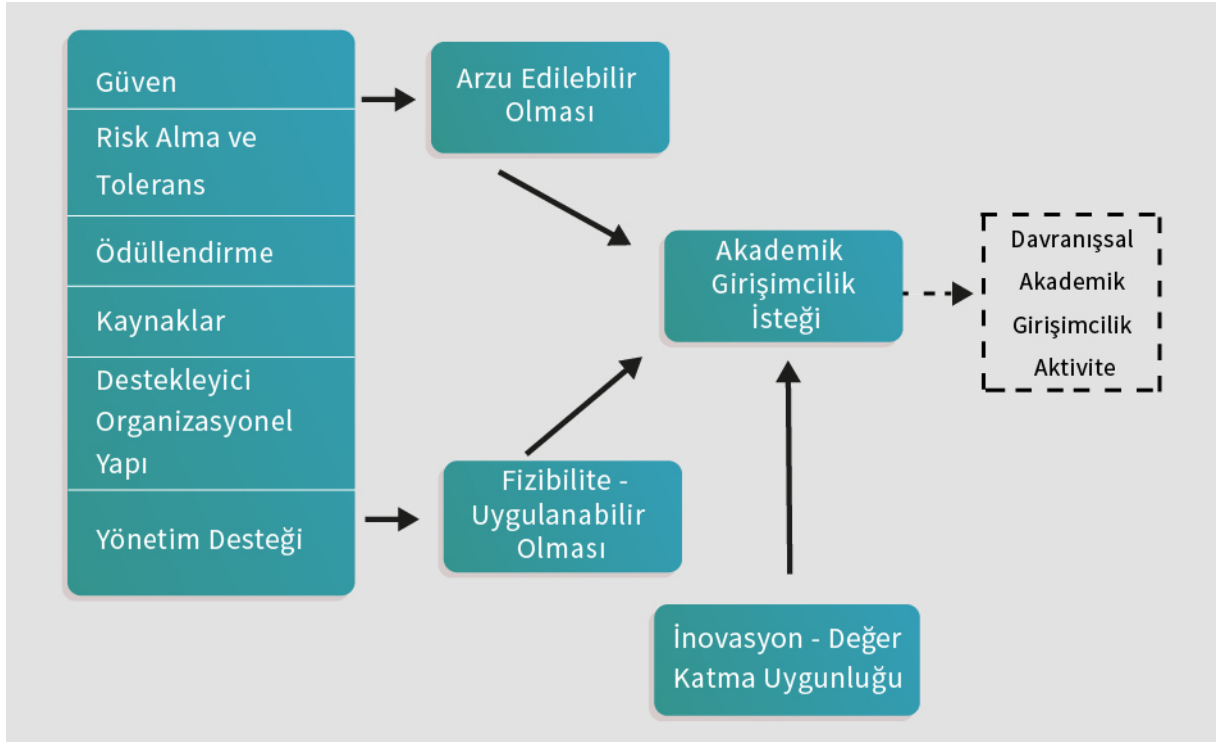 Güven
Risk Alma ve
Tolerans
Ödüllendirme
Kaynaklar
Destekleyici
Organizasyonel
Yapı
Yönetim Desteği
Arzu Edilebilir
Olması
Fizibilite -
Uygulanabilir
Olması
Akademik
Girişimcilik
İsteği
İnovasyon - Değer
Katma Uygunluğu
Davranışsal
Akademik
Girişimcilik
Aktivite